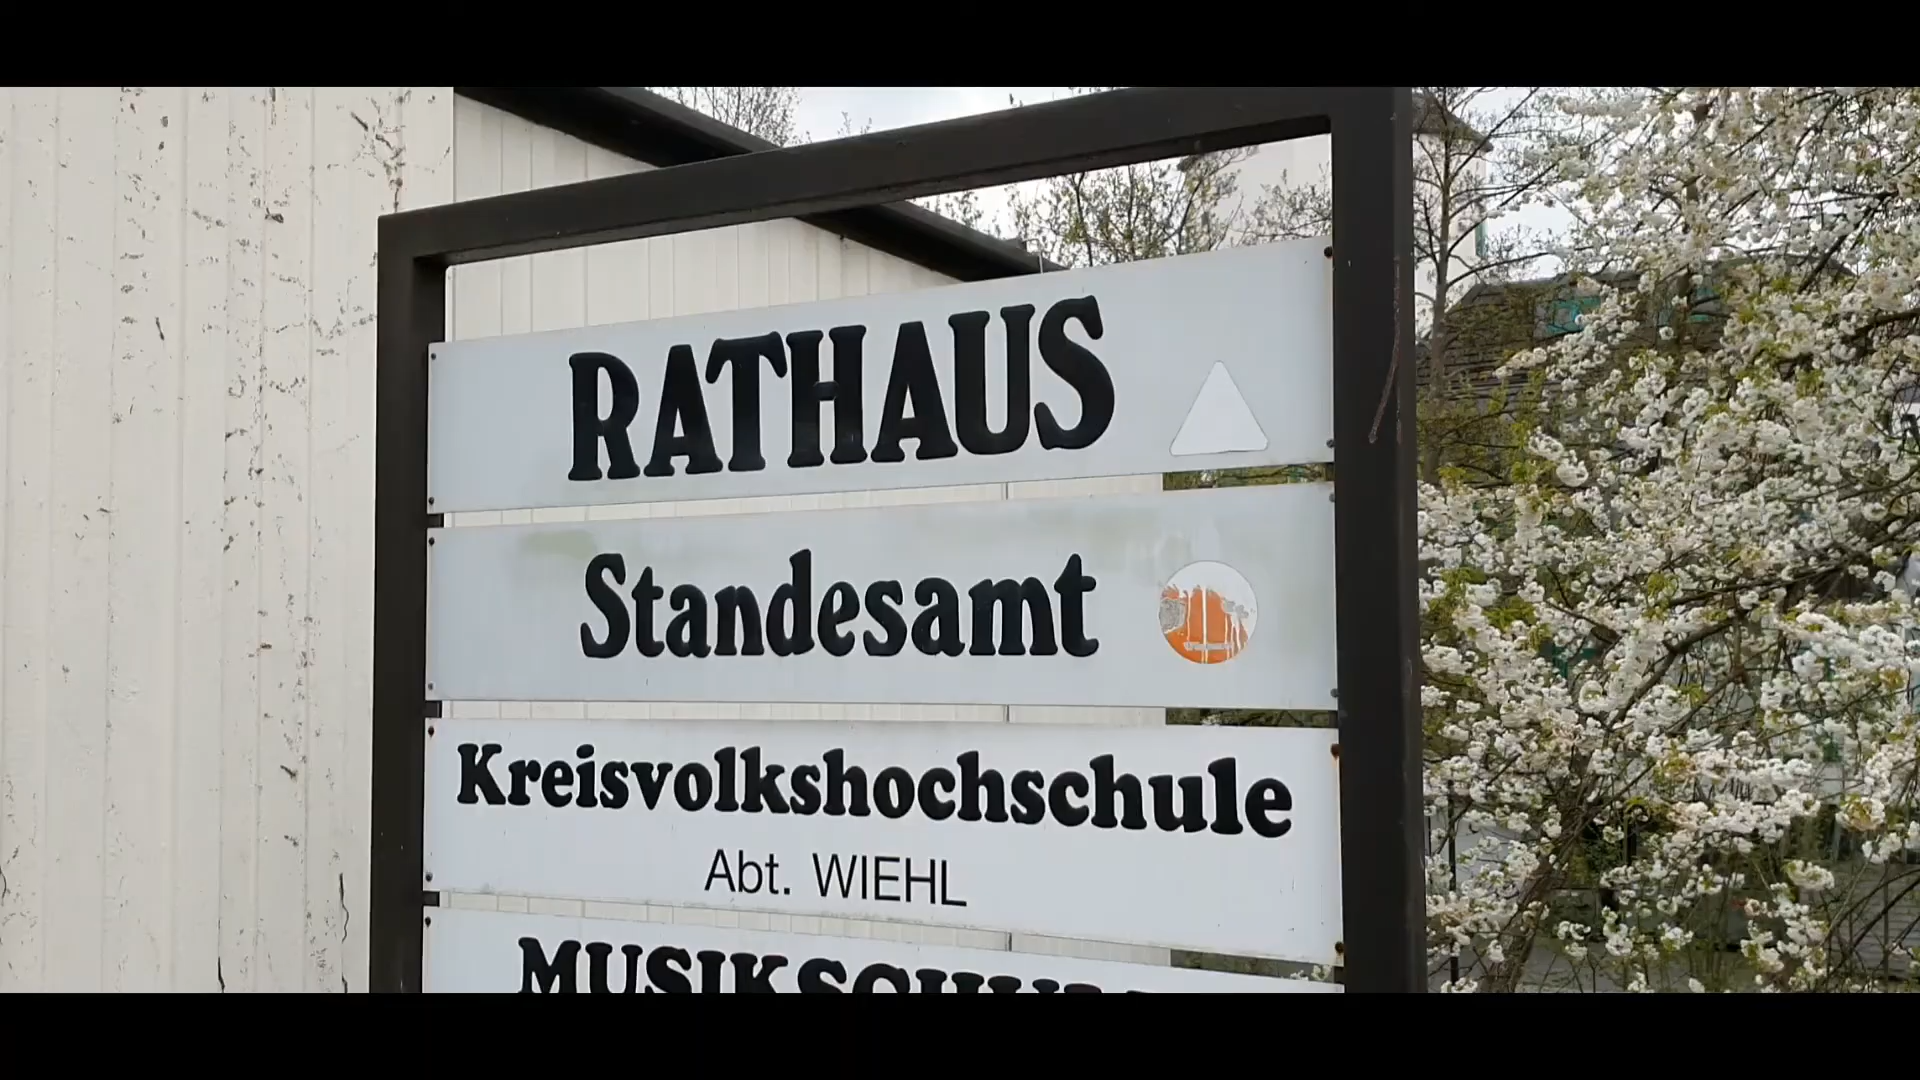 RATHAUS
Standesamt
Kreisvolkshochschule
Abt. WIEHL
MUSIKSCHULE